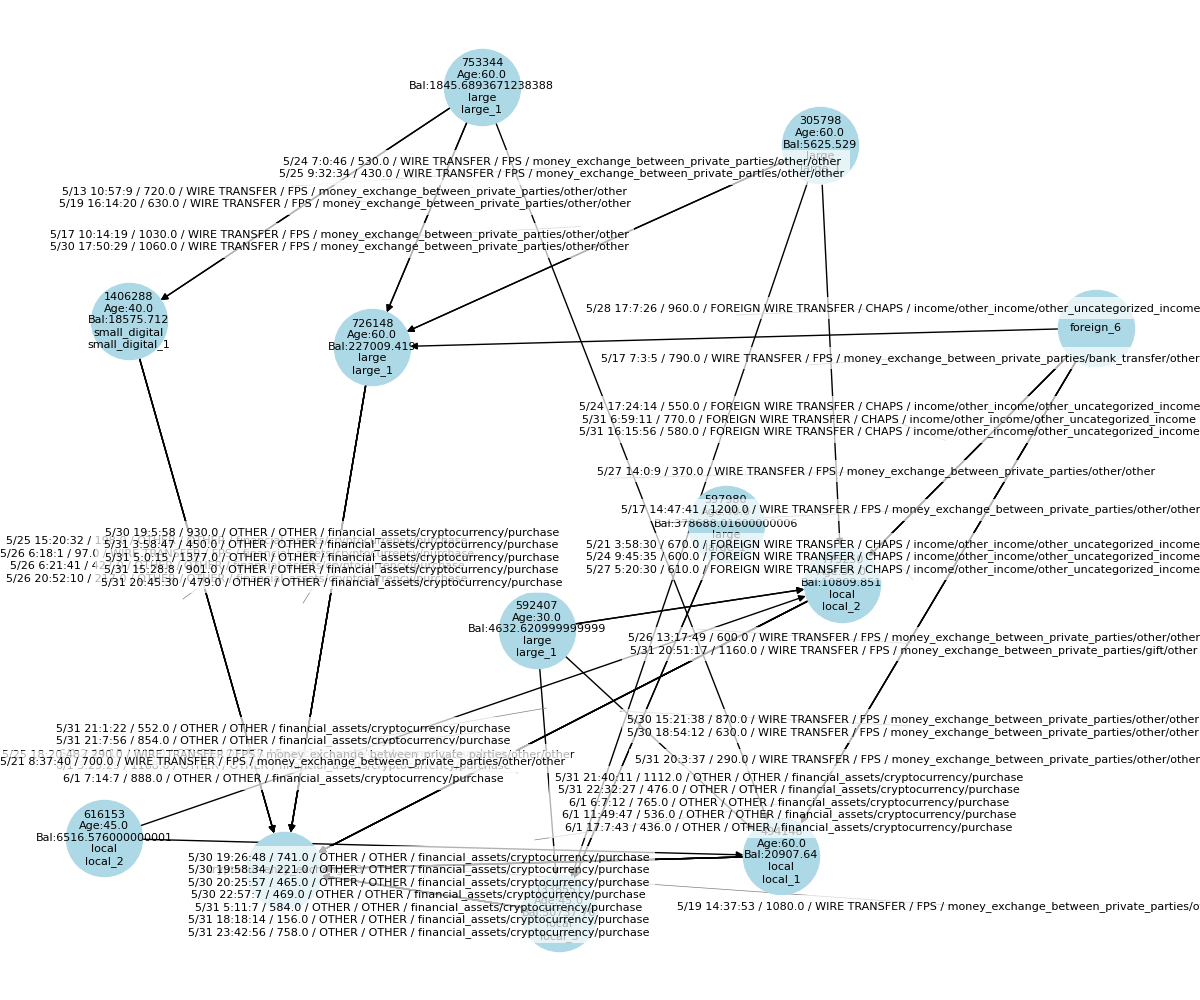 753344
Age:60.0
Bal:1845.6893671238388
large
large_1
305798
Age:60.0
Bal:5625.529
large
5/24 7:0:46 / 530.0 / WIRE TRANSFER / FPS / money_exchange_between_private_parties/other/other
5/25 9:32:34 / 430.0 / WIRE TRANSFER / FPS / money_exchange_between_private_parties/other/other
5/13 10:57:9 / 720.0 / WIRE TRANSFER / FPS / money_exchange_between_private_parties/other/other
5/19 16:14:20 / 630.0 / WIRE TRANSFER / FPS / money_exchange_between_private_parties/other/other
5/17 10:14:19 / 1030.0 / WIRE TRANSFER / FPS / money_exchange_between_private_parties/other/other
5/30 17:50:29 / 1060.0 / WIRE TRANSFER / FPS / money_exchange_between_private_parties/other/other
1406288
Age:40.0
Bal:18575.712
small_digital
small_digital_1
726148
Age:60.0
Bal:227009.419
large
large_1
5/28 17:7:26 / 960.0 / FOREIGN WIRE TRANSFER / CHAPS / income/other_income/other_uncategorized_income
foreign_6
5/17 7:3:5 / 790.0 / WIRE TRANSFER / FPS / money_exchange_between_private_parties/bank_transfer/other
5/24 17:24:14 / 550.0 / FOREIGN WIRE TRANSFER / CHAPS / income/other_income/other_uncategorized_income
5/31 6:59:11 / 770.0 / FOREIGN WIRE TRANSFER / CHAPS / income/other_income/other_uncategorized_income
5/31 16:15:56 / 580.0 / FOREIGN WIRE TRANSFER / CHAPS / income/other_income/other_uncategorized_income
5/27 14:0:9 / 370.0 / WIRE TRANSFER / FPS / money_exchange_between_private_parties/other/other
597980
5/17 14:47:41 / 1200.0 / WIRE TRANSFER / FPS / money_exchange_between_private_parties/other/other
Bal:378688.01600000006
large
5/21 3:58:30 / 670.0 / FOREIGN WIRE TRANSFER / CHAPS / income/other_income/other_uncategorized_income
5/24 9:45:35 / 600.0 / FOREIGN WIRE TRANSFER / CHAPS / income/other_income/other_uncategorized_income
5/27 5:20:30 / 610.0 / FOREIGN WIRE TRANSFER / CHAPS / income/other_income/other_uncategorized_income
Bal:10809.851
local
local_2
5/30 19:5:58 / 930.0 / OTHER / OTHER / financial_assets/cryptocurrency/purchase
5/31 3:58:47 / 450.0 / OTHER / OTHER / financial_assets/cryptocurrency/purchase
5/31 5:0:15 / 1377.0 / OTHER / OTHER / financial_assets/cryptocurrency/purchase
5/31 15:28:8 / 901.0 / OTHER / OTHER / financial_assets/cryptocurrency/purchase
5/31 20:45:30 / 479.0 / OTHER / OTHER / financial_assets/cryptocurrency/purchase
5/25 15:20:32 /
5/26 6:18:1 / 97.0
5/26 6:21:41 /
5/26 20:52:10 /
592407
Age:30.0
Bal:4632.620999999999
large
large_1
5/26 13:17:49 / 600.0 / WIRE TRANSFER / FPS / money_exchange_between_private_parties/other/other
5/31 20:51:17 / 1160.0 / WIRE TRANSFER / FPS / money_exchange_between_private_parties/gift/other
5/30 15:21:38 / 870.0 / WIRE TRANSFER / FPS / money_exchange_between_private_parties/other/other
5/30 18:54:12 / 630.0 / WIRE TRANSFER / FPS / money_exchange_between_private_parties/other/other
5/31 20:3:37 / 290.0 / WIRE TRANSFER / FPS / money_exchange_between_private_parties/other/other
5/31 21:1:22 / 552.0 / OTHER / OTHER / financial_assets/cryptocurrency/purchase
5/31 21:7:56 / 854.0 / OTHER / OTHER / financial_assets/cryptocurrency/purchase
5/21 8:37:40 / 700.0 / WIRE TRANSFER / FPS / money_exchange_between_private_parties/other/other
6/1 7:14:7 / 888.0 / OTHER / OTHER / financial_assets/cryptocurrency/purchase
5/31 21:40:11 / 1112.0 / OTHER / OTHER / financial_assets/cryptocurrency/purchase
5/31 22:32:27 / 476.0 / OTHER / OTHER / financial_assets/cryptocurrency/purchase
6/1 6:7:12 / 765.0 / OTHER / OTHER / financial_assets/cryptocurrency/purchase
6/1 11:49:47 / 536.0 / OTHER / OTHER / financial_assets/cryptocurrency/purchase
6/1 17:7:43 / 436.0 / OTHER / OTHER / financial_assets/cryptocurrency/purchase
616153
Age:45.0
Bal:6516.576000000001
local
local_2
Age:60.0
Bal:20907.64
local
local_1
5/30 19:26:48 / 741.0 / OTHER / OTHER / financial_assets/cryptocurrency/purchase
5/30 19:58:34 / 221.0 / OTHER / OTHER / financial_assets/cryptocurrency/purchase
5/30 20:25:57 / 465.0 / OTHER / OTHER / financial_assets/cryptocurrency/purchase
5/30 22:57:7 / 469.0 / OTHER / OTHER / financial_assets/cryptocurrency/purchase
5/31 5:11:7 / 584.0 / OTHER / OTHER / financial_assets/cryptocurrency/purchase
5/31 18:18:14 / 156.0 / OTHER / OTHER / financial_assets/cryptocurrency/purchase
5/31 23:42:56 / 758.0 / OTHER / OTHER / financial_assets/cryptocurrency/purchase
5/19 14:37:53 / 1080.0 / WIRE TRANSFER / FPS / money_exchange_between_private_parties/o